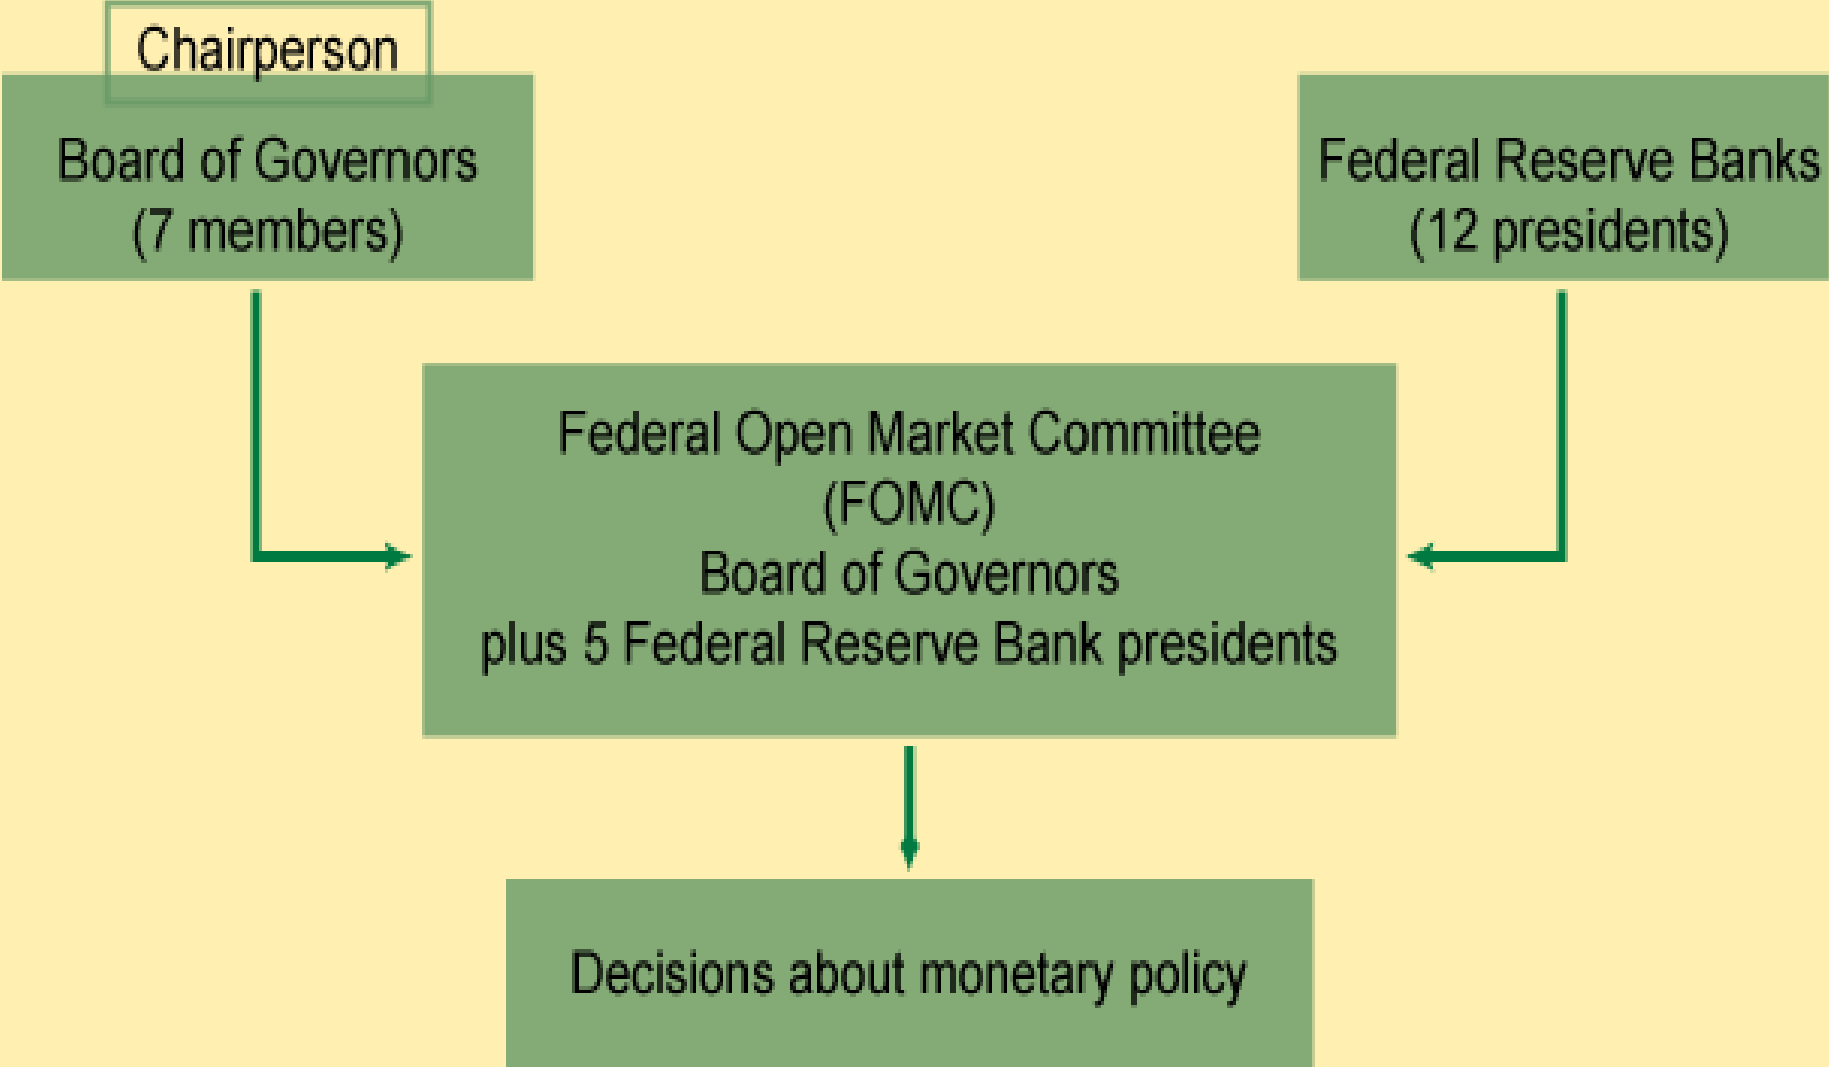 Chairperson
Board of Governors
(7 members)
Federal Reserve Banks
(12 presidents)
Federal Open Market Committee
(FOMC)
Board of Governors
plus 5 Federal Reserve Bank presidents
Decisions about monetary policy